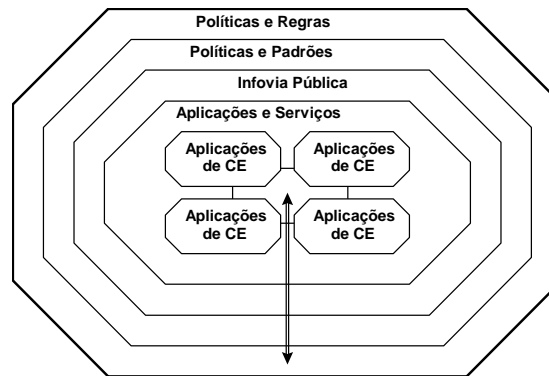 Políticas e Regras
Políticas e Padrões
Infovia Pública
Aplicações e Serviços
Aplicações
de CE
Aplicações
de CE
Aplicações
de CE
Aplicações
de CE